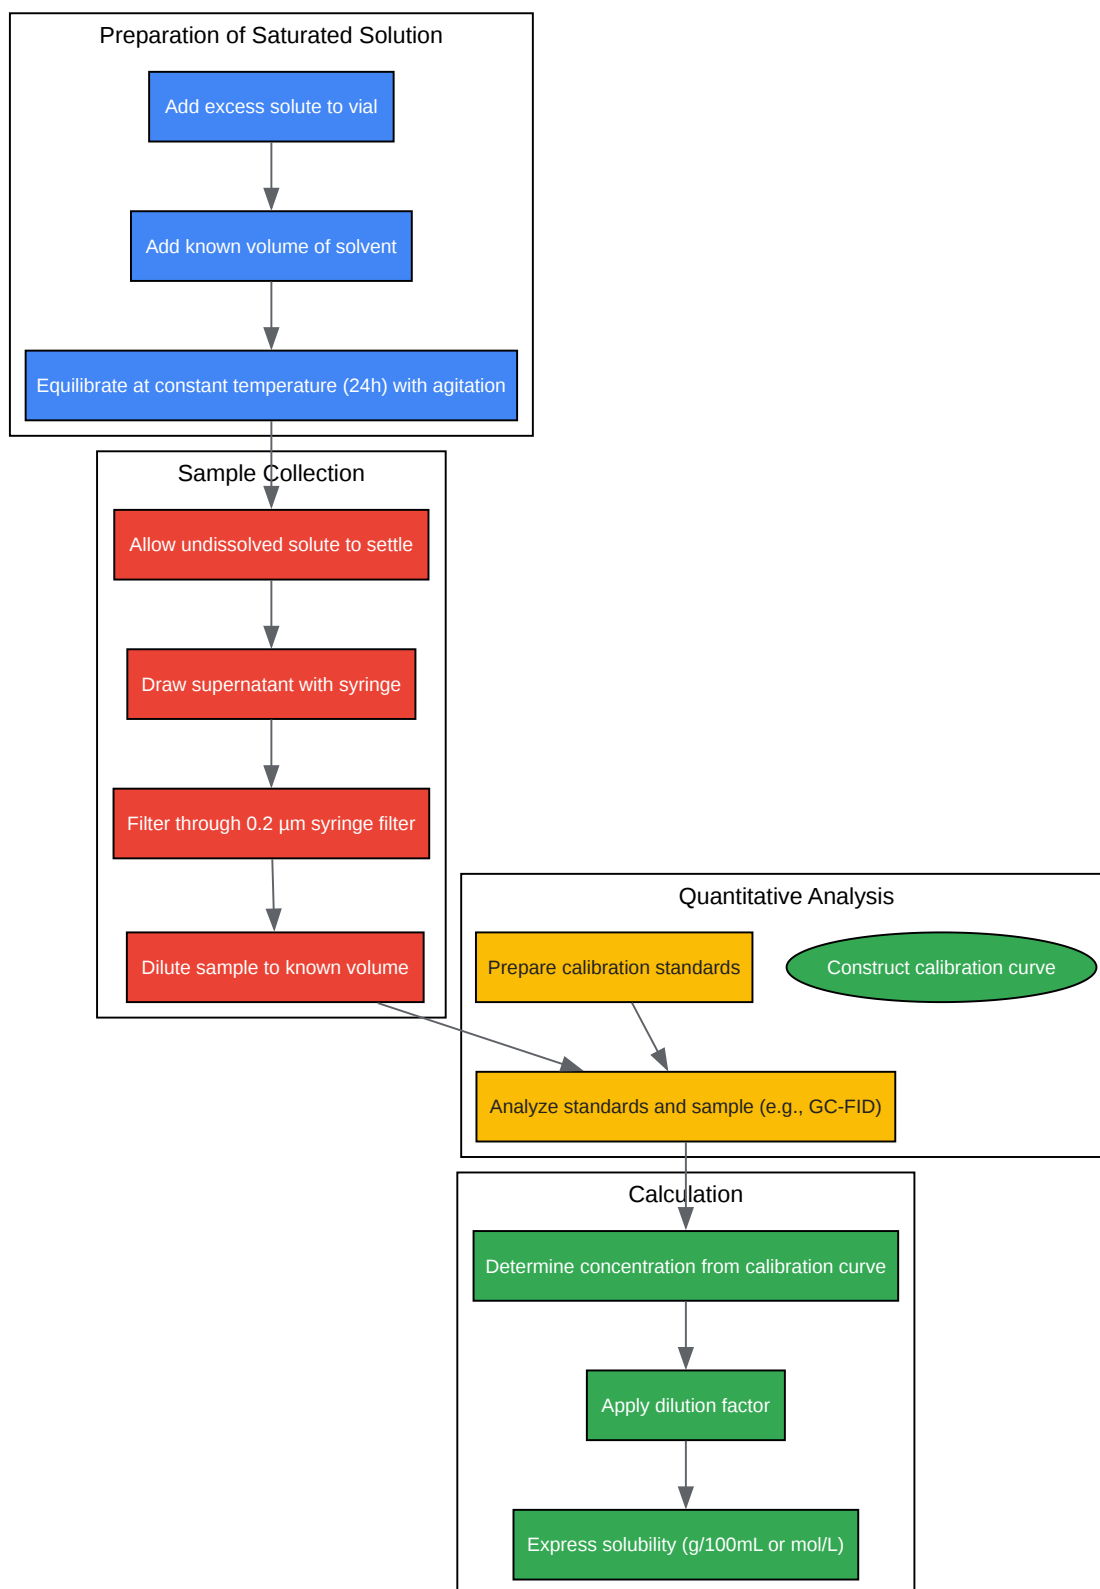 Preparation of Saturated Solution
Add excess solute to vial
Add known volume of solvent
Equilibrate at constant temperature (24h) with agitation
Sample Collection
Allow undissolved solute to settle
Draw supernatant with syringe
Filter through 0.2 µm syringe filter
Dilute sample to known volume
Quantitative Analysis
Prepare calibration standards
Construct calibration curve
Analyze standards and sample (e.g., GC-FID)
Calculation
Determine concentration from calibration curve
Apply dilution factor
Express solubility (g/100mL or mol/L)